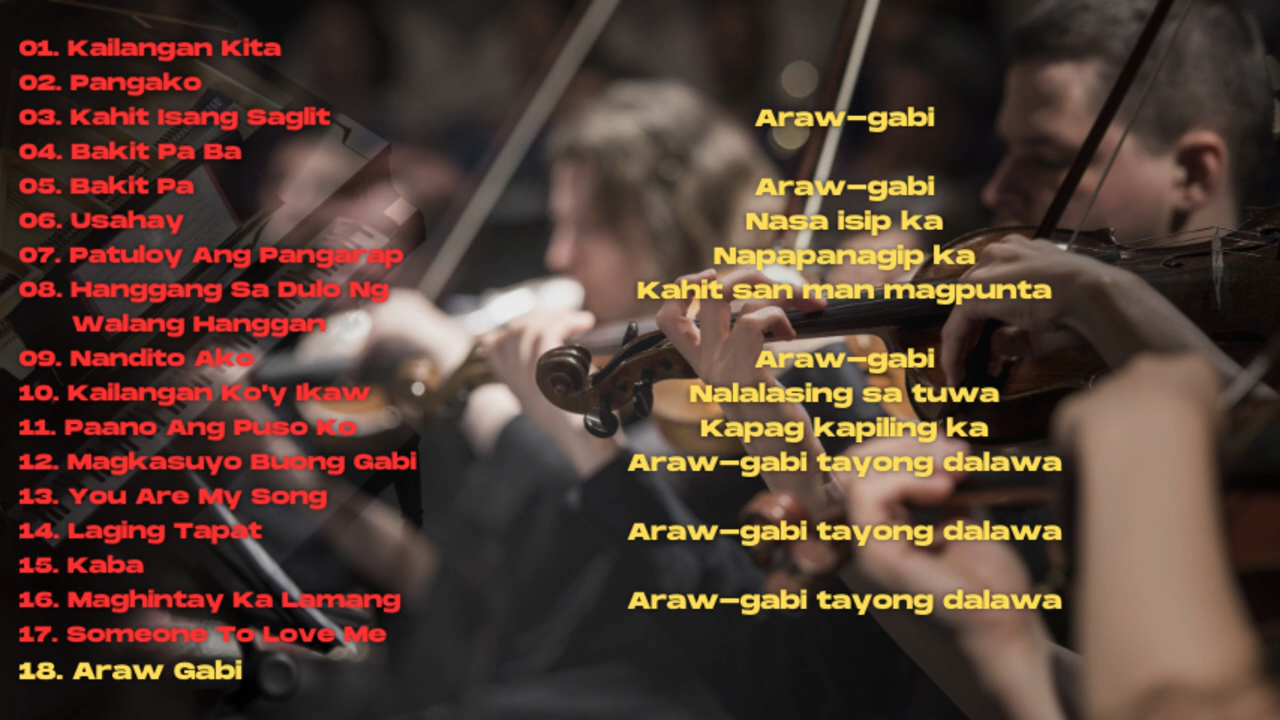 01. Kailangan Kita
02. Pangako
03. Kahit Isang Saglit
04. Bakit Pa Ba
05. Bakit Pa
06. Usahay
07. Patuloy Ang Pangarap
08. Hanggang Sa Dulo Ng
Walang Hanggan
09. Nandito Ako
10. Kailangan Ko'y Ikaw
11. Paano Ang Puso Ko
12. Magkasuyo Buong Gabi
13. You Are My Song
14. Laging Tapat
15. Kaba
16. Maghintay Ka Lamang
17. Someone To Love Me
18. Araw Gabi
Araw-gabi
Araw-gabi
Nasa isip ka
Napapanagip ka
Kahit san man magpunta
Araw-gabi
Nalalasing sa tuwa
Kapag kapiling ka
Araw-gabi tayong dalawa
Araw-gabi tayong dalawa
Araw-gabi tayong dalawa